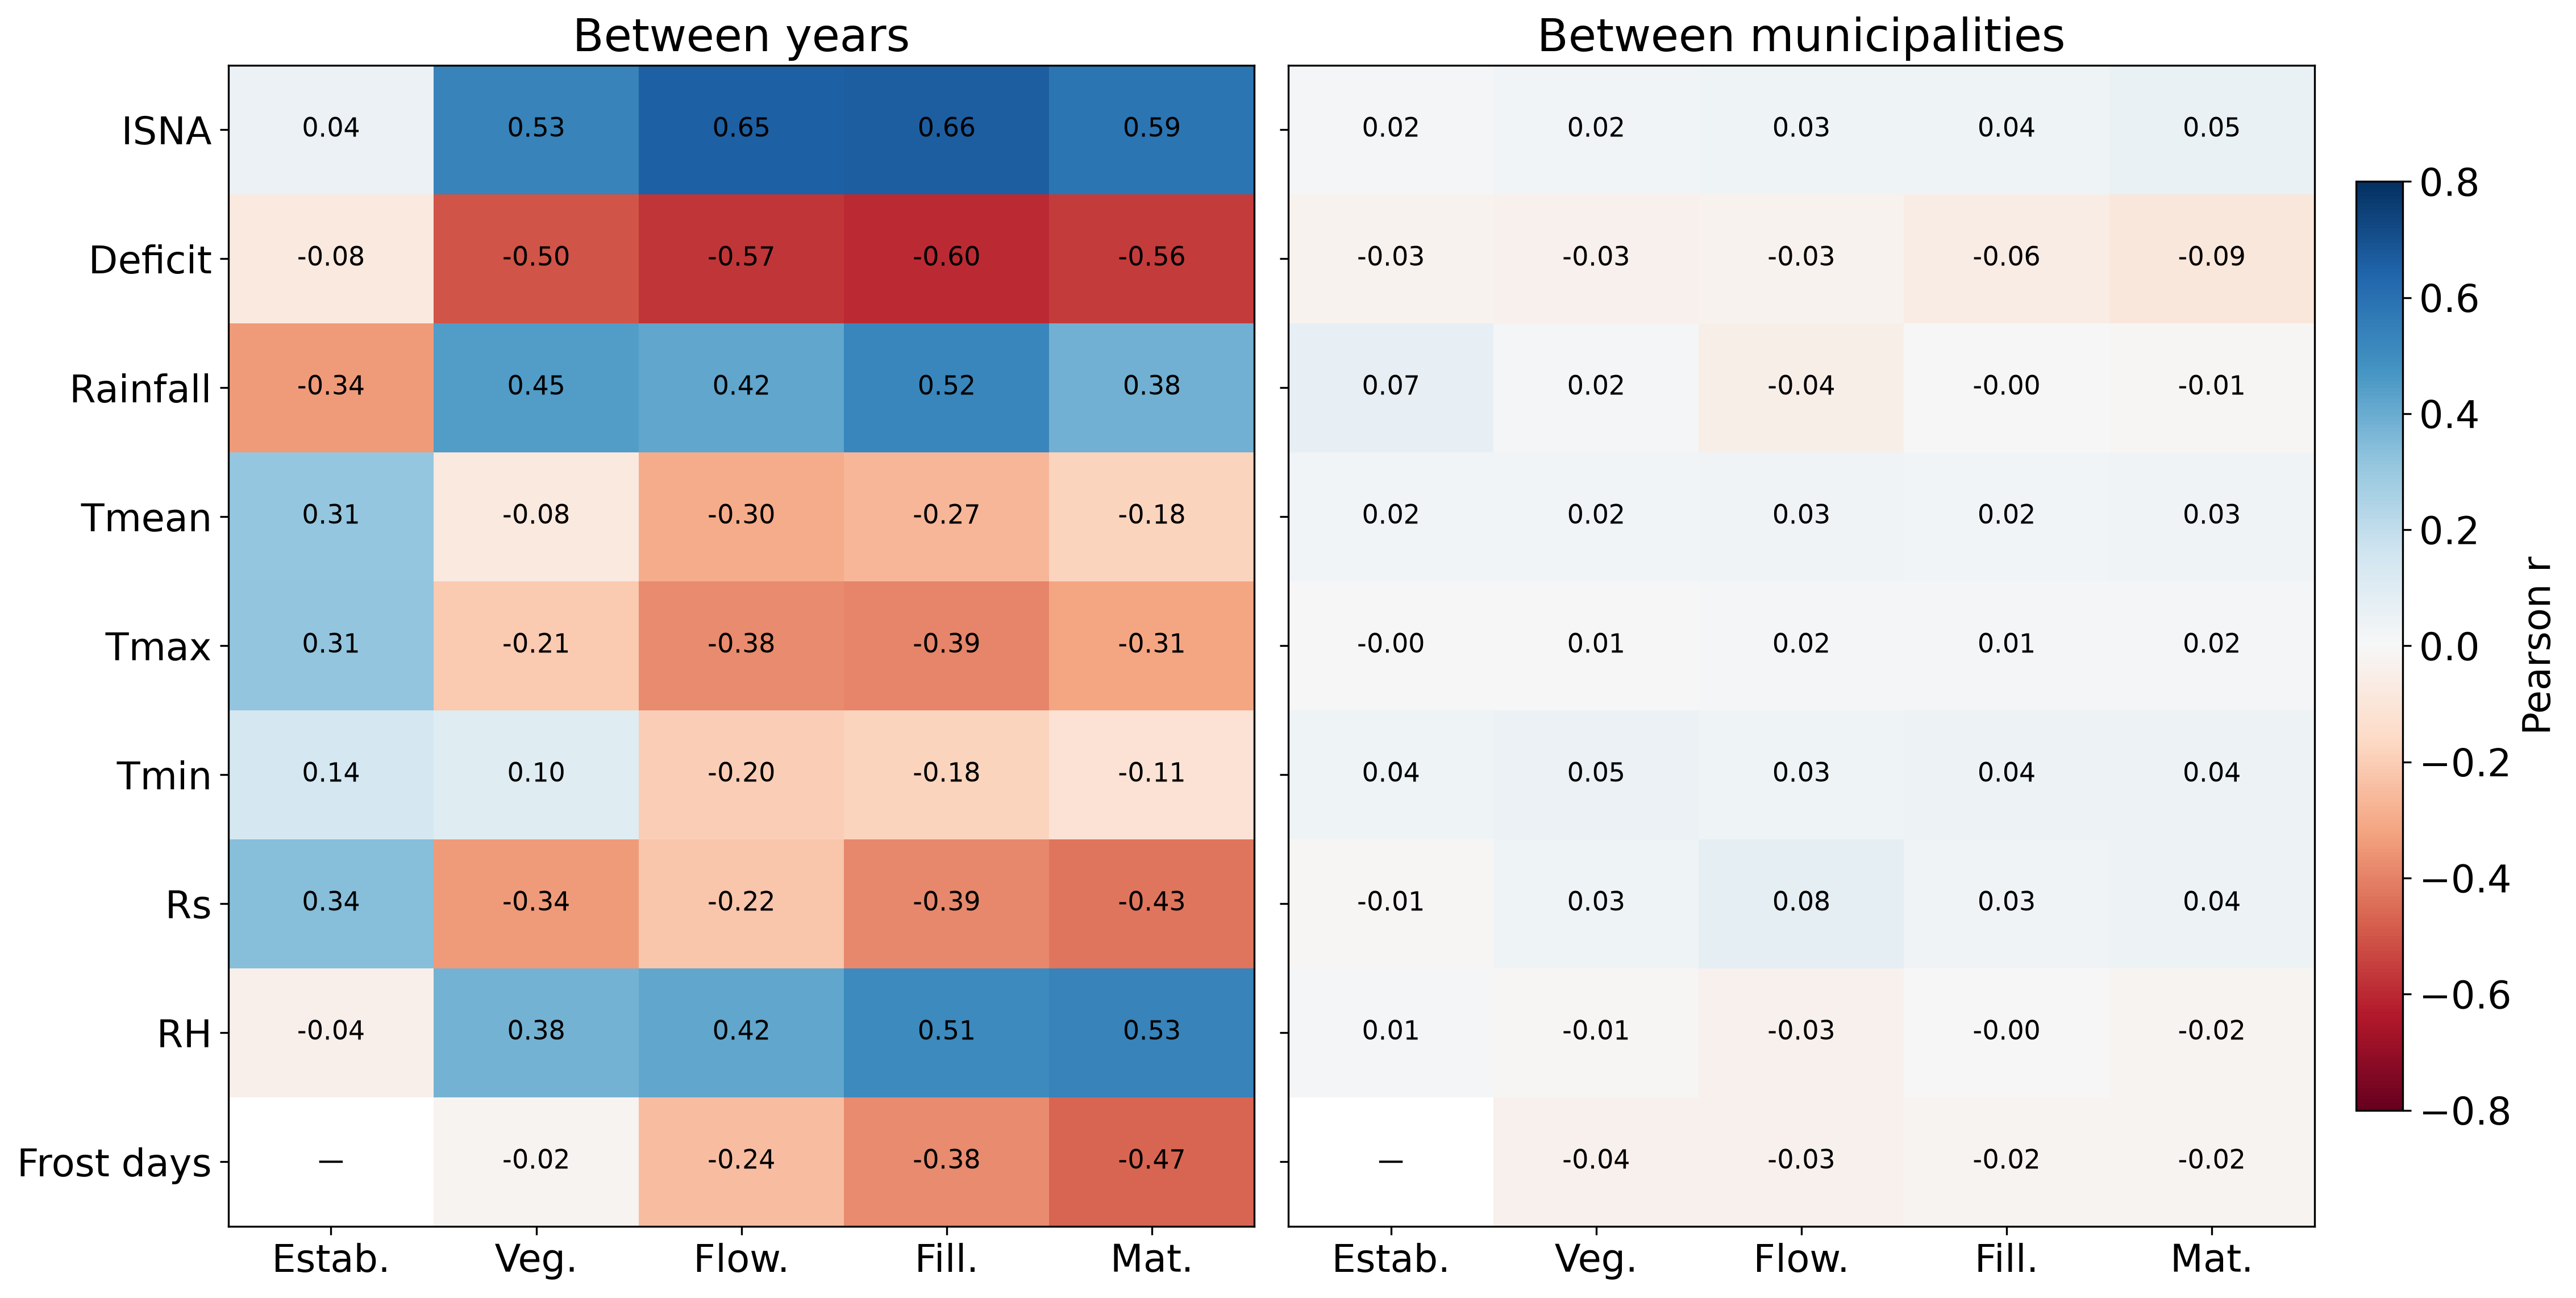 Between years
Between municipalities
ISNA 0.04 0.53 0.65 0.66 0.59 0.02 0.02 0.03 0.04 0.05
Deficit -0.08 -0.50 -0.57 -0.60 -0.56 -0.03 -0.03 -0.03 -0.06 -0.09
Rainfall -0.34 0.45 0.42 0.52 0.38 0.07 0.02 -0.04 -0.00 -0.01
Tmean 0.31 -0.08 -0.30 -0.27 -0.18 0.02 0.02 0.03 0.02 0.03
Tmax 0.31 -0.21 -0.38 -0.39 -0.31 -0.00 0.01 0.02 0.01 0.02
Tmin 0.14 0.10 -0.20 -0.18 -0.11 0.04 0.05 0.03 0.04 0.04
Rs 0.34 -0.34 -0.22 -0.39 -0.43 -0.01 0.03 0.08 0.03 0.04
RH -0.04 0.38 0.42 0.51 0.53 0.01 -0.01 -0.03 -0.00 -0.02
Frost days — -0.02 -0.24 -0.38 -0.47 — -0.04 -0.03 -0.02 -0.02
Estab. Veg. Flow. Fill. Mat. Estab. Veg. Flow. Fill. Mat.
0.8
0.6
0.4
0.2
0.0
−0.2
−0.4
−0.6
−0.8
Pearson r